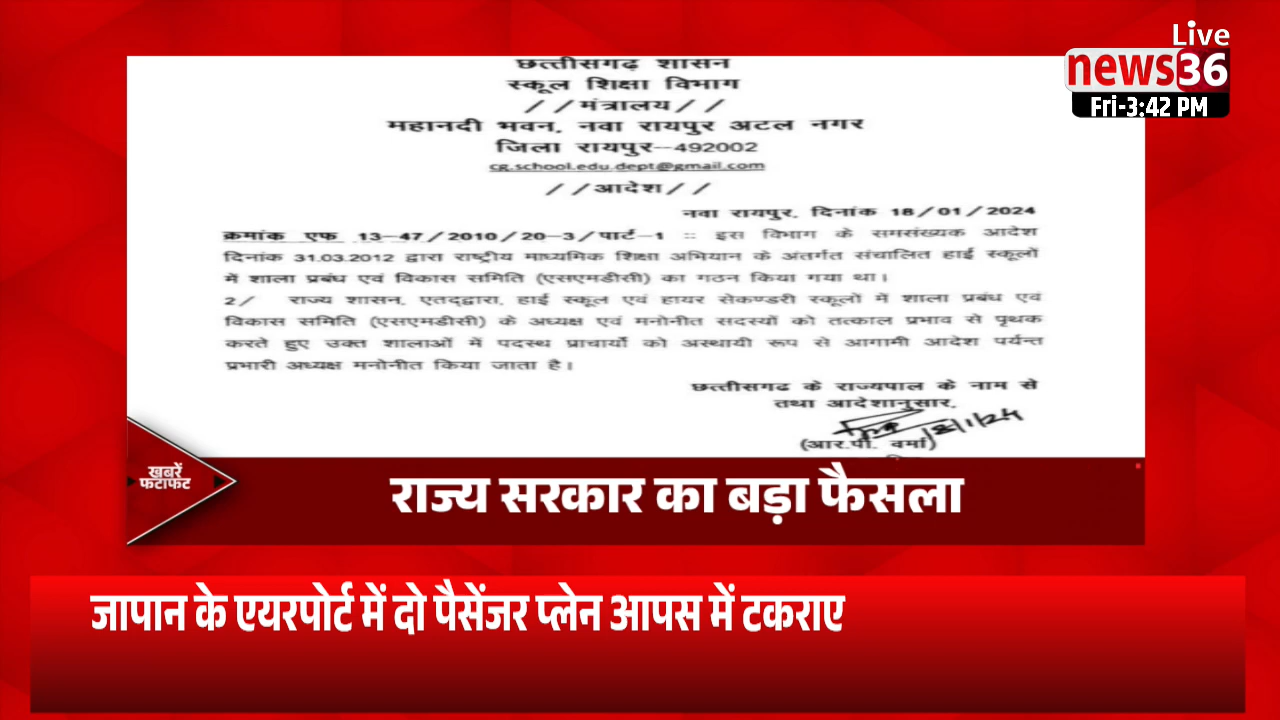 Live
news36
Fri-3:42 PM
छत्तीसगढ़ शासन
स्कूल शिक्षा विभाग
//मंत्रालय//
महानदी भवन, नवा रायपुर अटल नगर
जिला रायपुर-492002
cg.school.edu.dept@gmail.com
//आदेश//
नवा रायपुर, दिनांक 18/01/2024
क्रमांक एफ 13-47/2010/20-3/पार्ट-1 :: इस विभाग के समसंख्यक आदेश
दिनांक 31.03.2012 द्वारा राष्ट्रीय माध्यमिक शिक्षा अभियान के अंतर्गत संचालित हाई स्कूलों
में शाला प्रबंध एवं विकास समिति (एसएमडीसी) का गठन किया गया था।
2/ राज्य शासन, एतद्द्वारा, हाई स्कूल एवं हायर सेकण्डरी स्कूलों में शाला प्रबंध एवं
विकास समिति (एसएमडीसी) के अध्यक्ष एवं मनोनीत सदस्यों को तत्काल प्रभाव से पृथक
करते हुए उक्त शालाओं में पदस्थ प्राचार्यो को अस्थायी रूप से आगामी आदेश पर्यन्त
प्रभारी अध्यक्ष मनोनीत किया जाता है।
छत्तीसगढ के राज्यपाल के नाम से
तथा आदेशानुसार,
18/1/24
(आर.पी. वर्मा)
खबरें
फटाफट
राज्य सरकार का बड़ा फैसला
जापान के एयरपोर्ट में दो पैसेंजर प्लेन आपस में टकराए